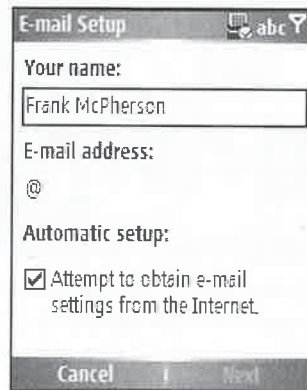 E-mail Setup abc
Your name:
Frank McPherson
E-mail address:
@
Automatic setup:
Attempt to obtain e-mail
settings from the Internet.
Cancel Next